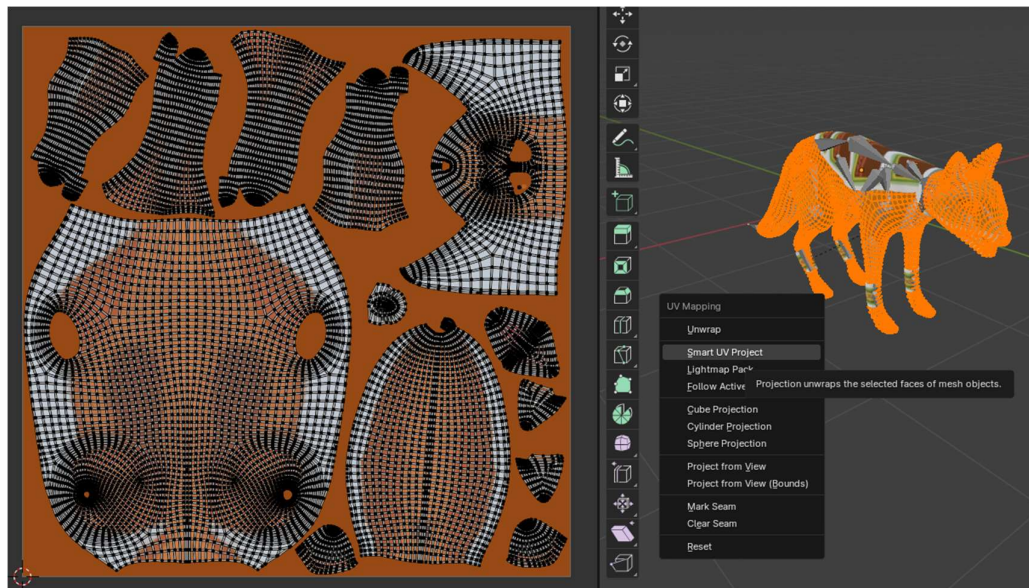 UV Mapping
Unwrap
Smart UV Project
Lightmap Pack
Follow Active
Projection unwraps the selected faces of mesh objects.
Cube Projection
Cylinder Projection
Sphere Projection
Project from View
Project from View (Bounds)
Mark Seam
Clear Seam
Reset